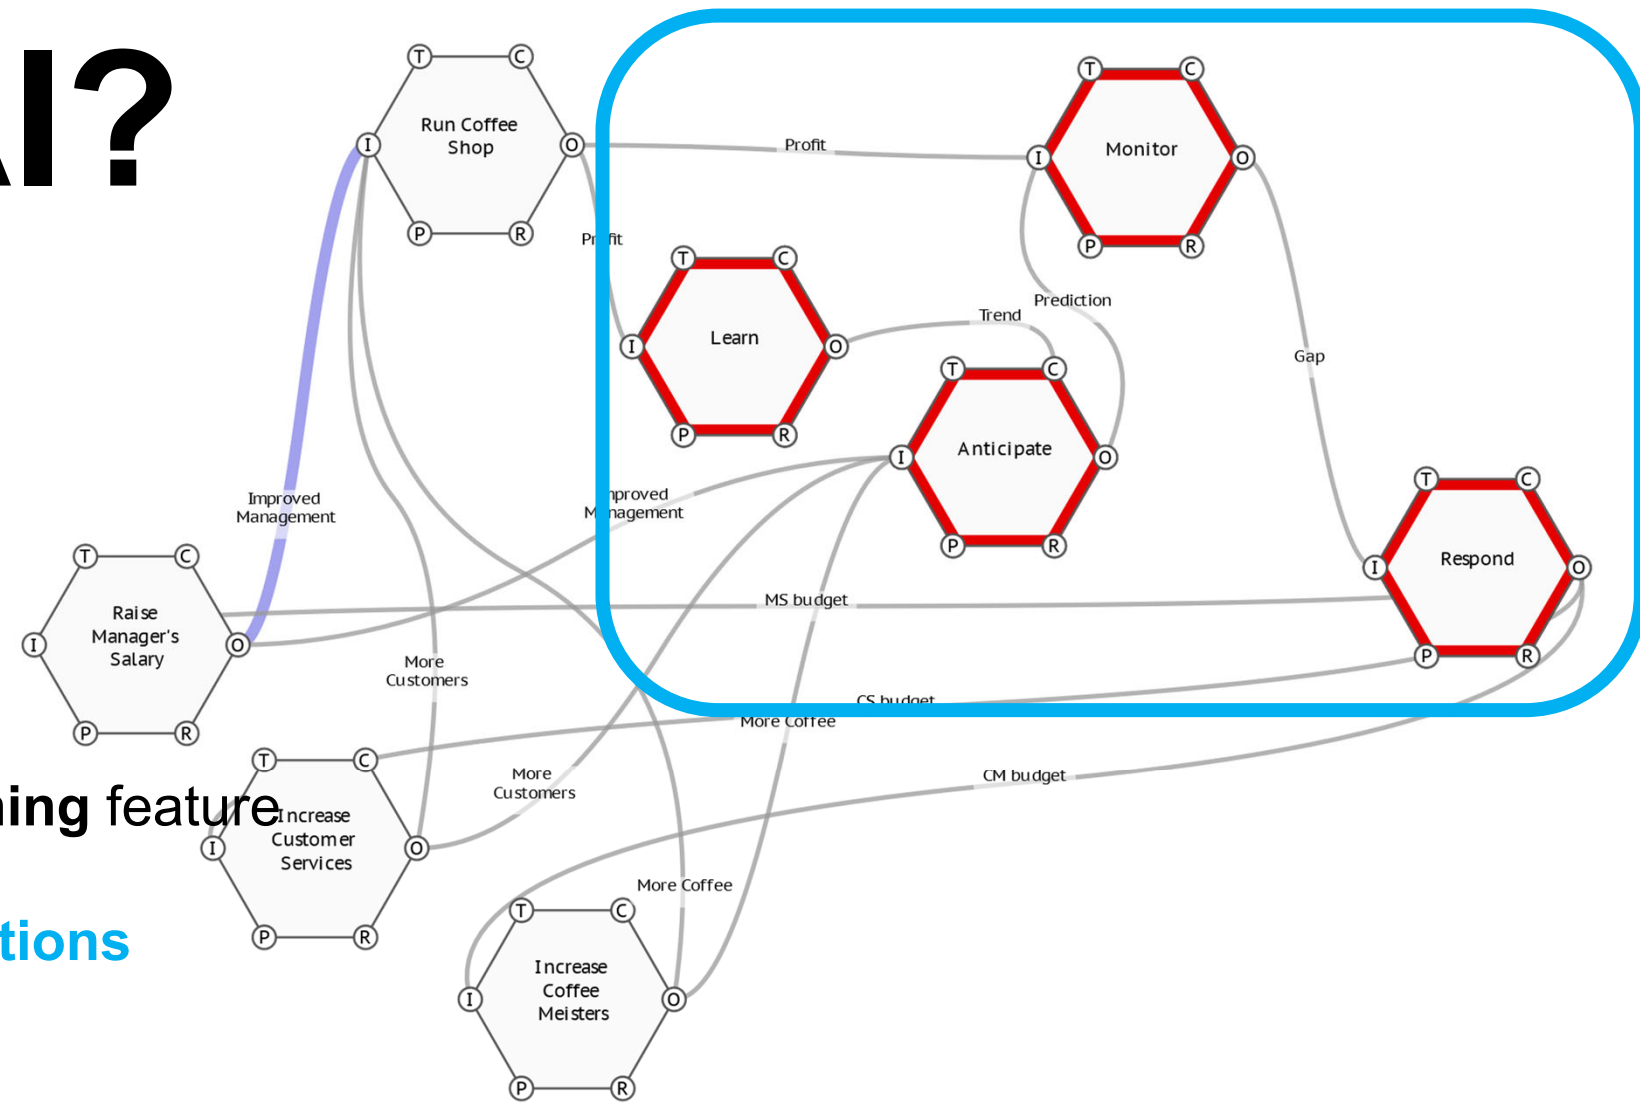 AI?
T
C
Run Coffee
Shop
I
O
P
R
Profit
T
C
Monitor
I
O
P
R
Profit
T
C
Learn
I
O
P
R
Trend
Prediction
Gap
T
C
Anticipate
I
O
P
R
Improved
Management
Improved
Management
T
C
Respond
I
O
P
R
T
C
Raise
Manager's
Salary
I
O
P
R
MS budget
More
Customers
CS budget
More Coffee
CM budget
More
Customers
T
C
Increase
Customer
Services
I
O
P
R
ning feature
More Coffee
tions
T
C
Increase
Coffee
Meisters
I
O
P
R